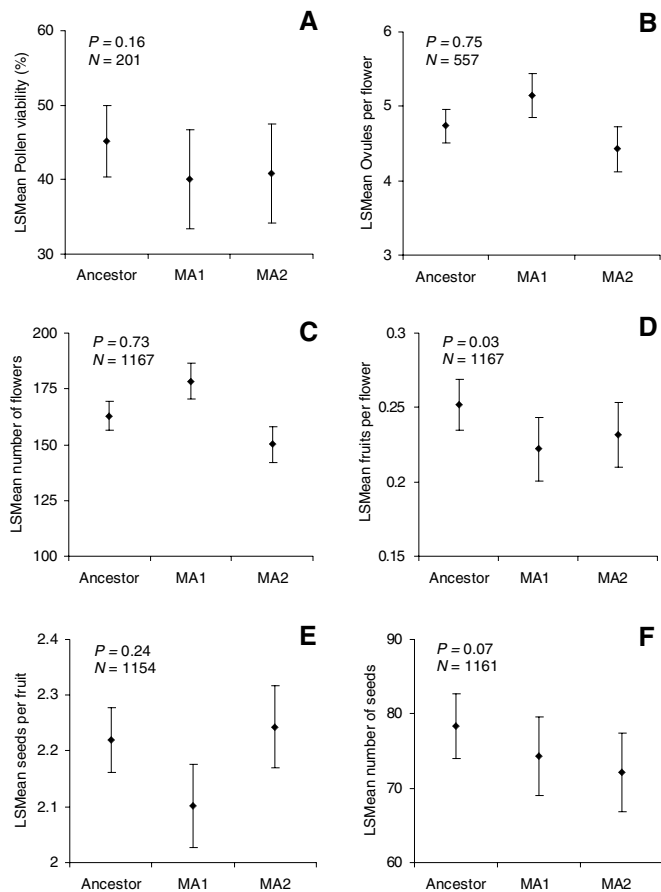 A
P = 0.16
N = 201
LSMean Pollen viability (%)
60
50
40
30
Ancestor MA1 MA2
B
P = 0.75
N = 557
LSMean Ovules per flower
6
5
4
3
Ancestor MA1 MA2
C
P = 0.73
N = 1167
LSMean number of flowers
200
175
150
125
100
Ancestor MA1 MA2
D
P = 0.03
N = 1167
LSMean fruits per flower
0.3
0.25
0.2
0.15
Ancestor MA1 MA2
E
P = 0.24
N = 1154
LSMean seeds per fruit
2.4
2.3
2.2
2.1
2
Ancestor MA1 MA2
F
P = 0.07
N = 1161
LSMean number of seeds
90
80
70
60
Ancestor MA1 MA2